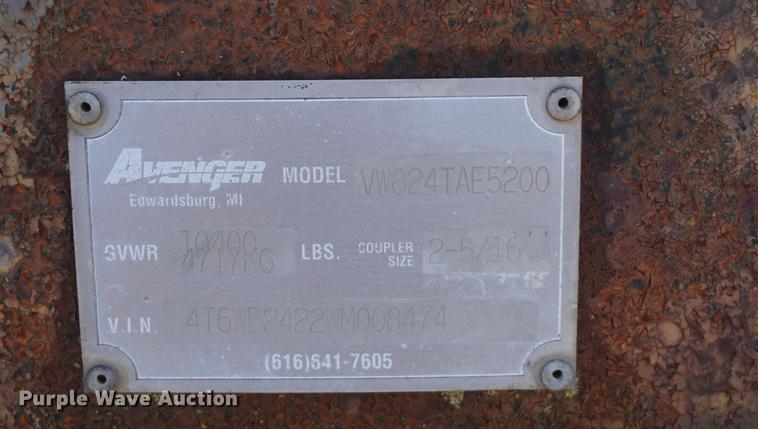 AVENGER MODEL VW824TAE5200
Edwardsburg, MI
GVWR 10400 LBS. COUPLER SIZE 2-5/16"
4717KG
V.I.N. 4T6WB2422WM008474
(616)641-7605
Purple Wave Auction